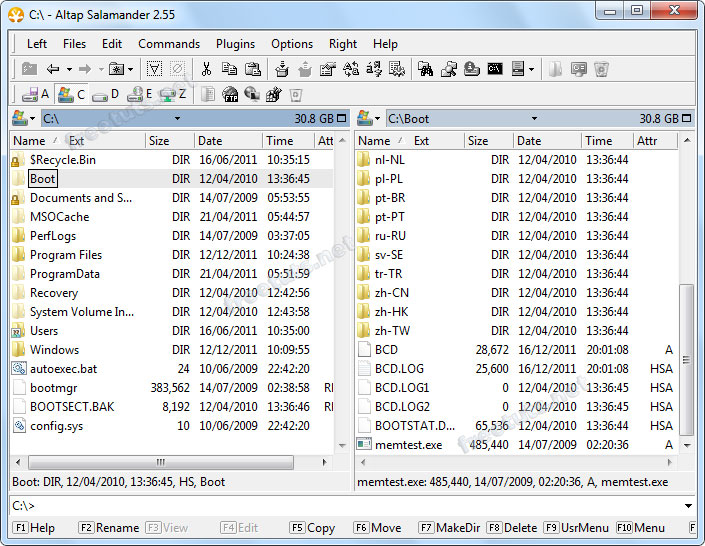 C:\ - Altap Salamander 2.55
Left Files Edit Commands Plugins Options Right Help
A C D E Z
C:\ 30.8 GB
Name Ext Size Date Time Att
$Recycle.Bin DIR 16/06/2011 10:35:15
Boot DIR 12/04/2010 13:36:45
Documents and S... DIR 14/07/2009 05:53:55
MSOCache DIR 21/04/2011 05:44:57
PerfLogs DIR 14/07/2009 03:37:05
Program Files DIR 12/12/2011 10:24:38
ProgramData DIR 21/04/2011 05:51:59
Recovery DIR 12/04/2010 12:42:56
System Volume In... DIR 12/04/2010 12:43:58
Users DIR 16/06/2011 10:35:00
Windows DIR 12/12/2011 10:09:55
autoexec.bat 24 10/06/2009 22:42:20
bootmgr 383,562 14/07/2009 02:38:58 RH
BOOTSECT.BAK 8,192 12/04/2010 13:36:46 RH
config.sys 10 10/06/2009 22:42:20
Boot: DIR, 12/04/2010, 13:36:45, HS, Boot
C:\Boot 30.8 GB
Name Ext Size Date Time Attr
nl-NL DIR 12/04/2010 13:36:44
pl-PL DIR 12/04/2010 13:36:44
pt-BR DIR 12/04/2010 13:36:44
pt-PT DIR 12/04/2010 13:36:44
ru-RU DIR 12/04/2010 13:36:44
sv-SE DIR 12/04/2010 13:36:44
tr-TR DIR 12/04/2010 13:36:44
zh-CN DIR 12/04/2010 13:36:44
zh-HK DIR 12/04/2010 13:36:44
zh-TW DIR 12/04/2010 13:36:44
BCD 28,672 16/12/2011 20:01:08 A
BCD.LOG 25,600 16/12/2011 20:01:08 HSA
BCD.LOG1 0 12/04/2010 13:36:45 HSA
BCD.LOG2 0 12/04/2010 13:36:45 HSA
BOOTSTAT.D... 65,536 12/04/2010 13:36:44 HSA
memtest.exe 485,440 14/07/2009 02:20:36 A
memtest.exe: 485,440, 14/07/2009, 02:20:36, A, memtest.exe
C:\>
F1 Help F2 Rename F3 View F4 Edit F5 Copy F6 Move F7 MakeDir F8 Delete F9 UsrMenu F10 Menu F
freetuts.net
freetuts.net
freetuts.net